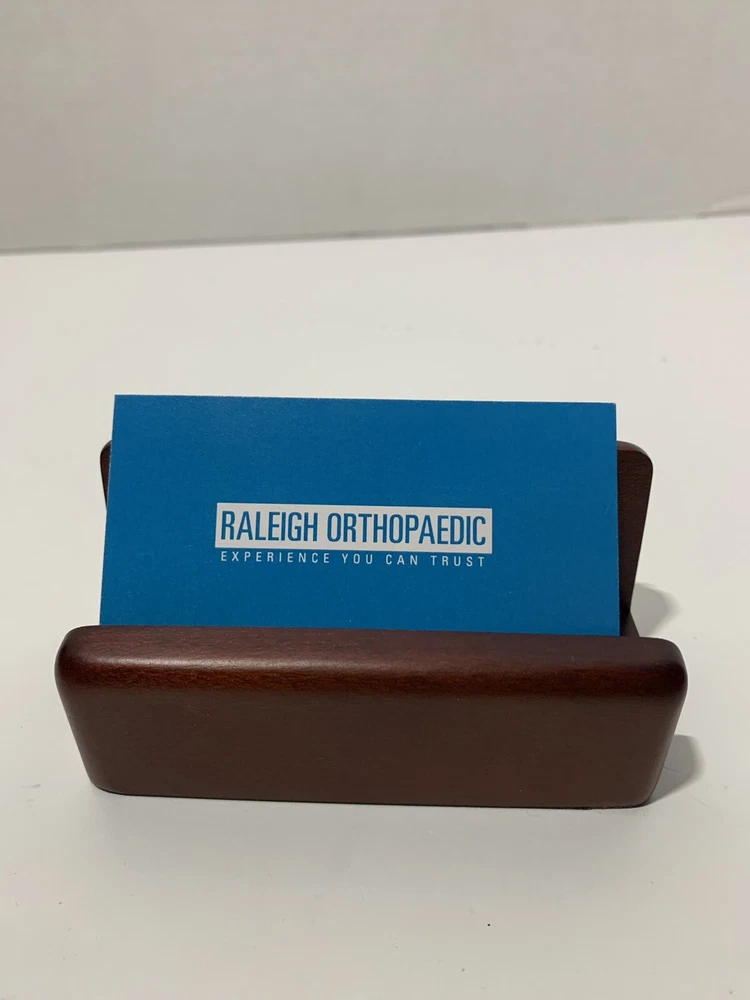 RALEIGH ORTHOPAEDIC
EXPERIENCE YOU CAN TRUST